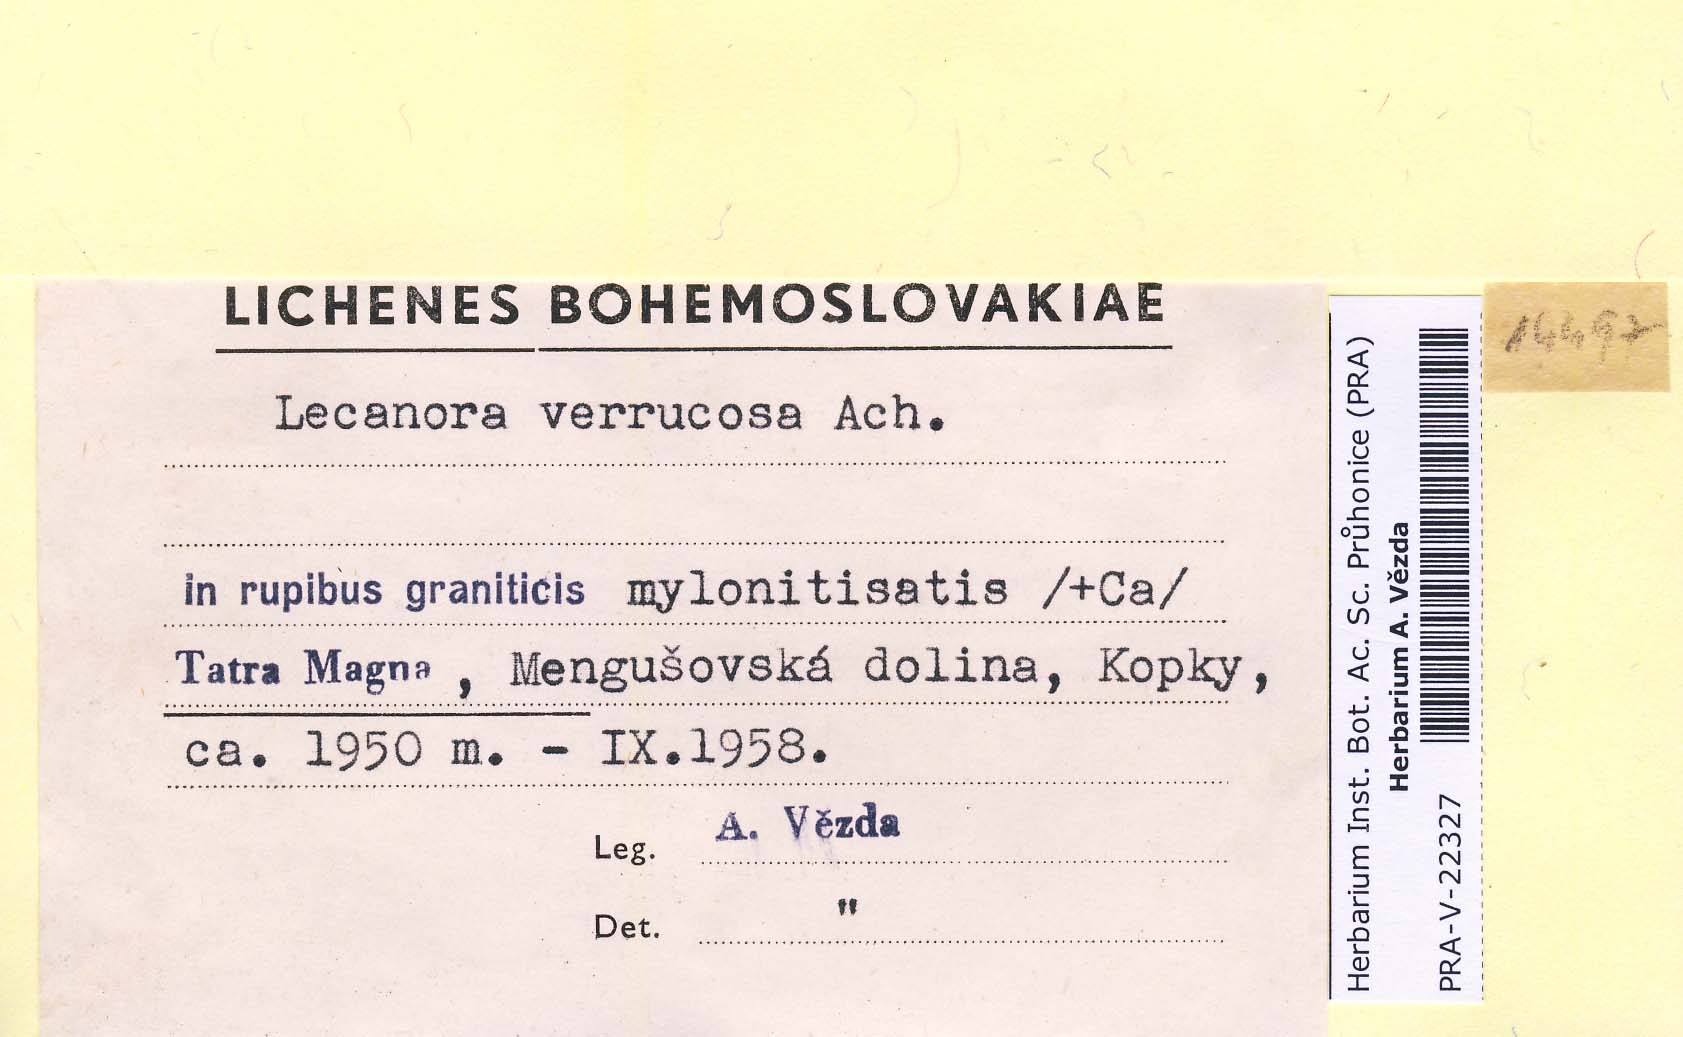 LICHENES BOHEMOSLOVAKIAE
Lecanora verrucosa Ach.
in rupibus graniticis mylonitisatis /+Ca/
Tatra Magna, Mengušovská dolina, Kopky,
ca. 1950 m. - IX.1958.
Leg. A. Vězda
Det. "
Herbarium Inst. Bot. Ac. Sc. Průhonice (PRA)
Herbarium A. Vězda
PRA-V-22327
14497